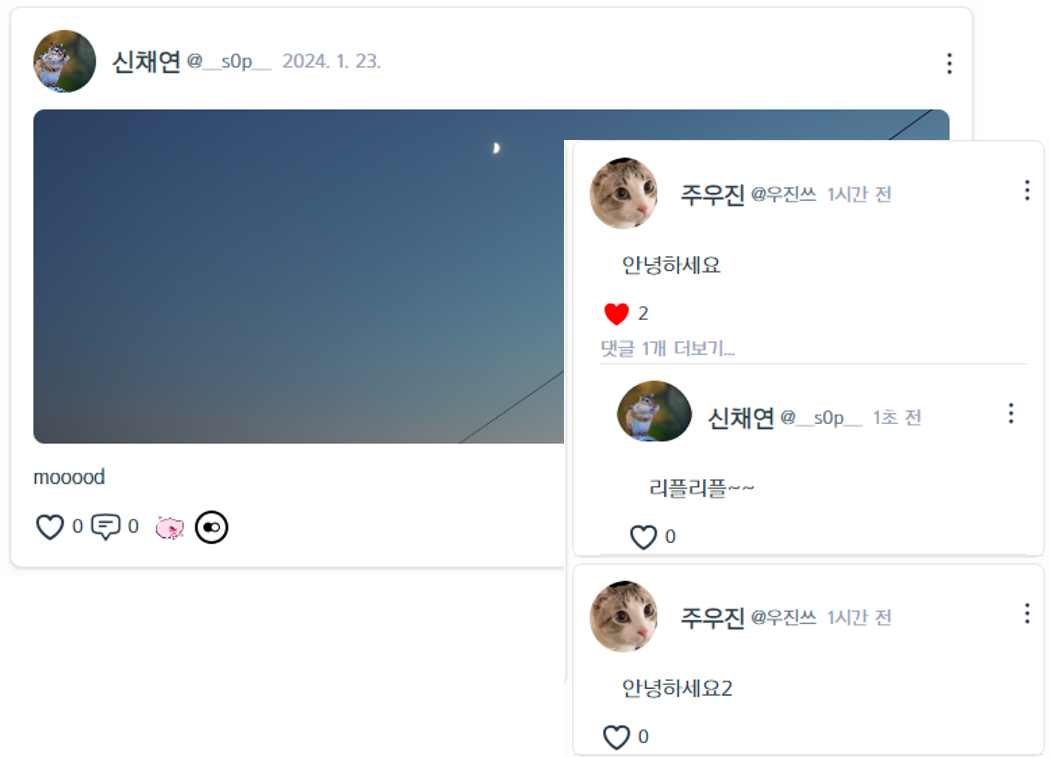 신채연 @__s0p__ 2024. 1. 23.
mooood
0 0
주우진 @우진쓰 1시간 전
안녕하세요
2
댓글 1개 더보기...
신채연 @__s0p__ 1초 전
리플리플~~
0
주우진 @우진쓰 1시간 전
안녕하세요2
0